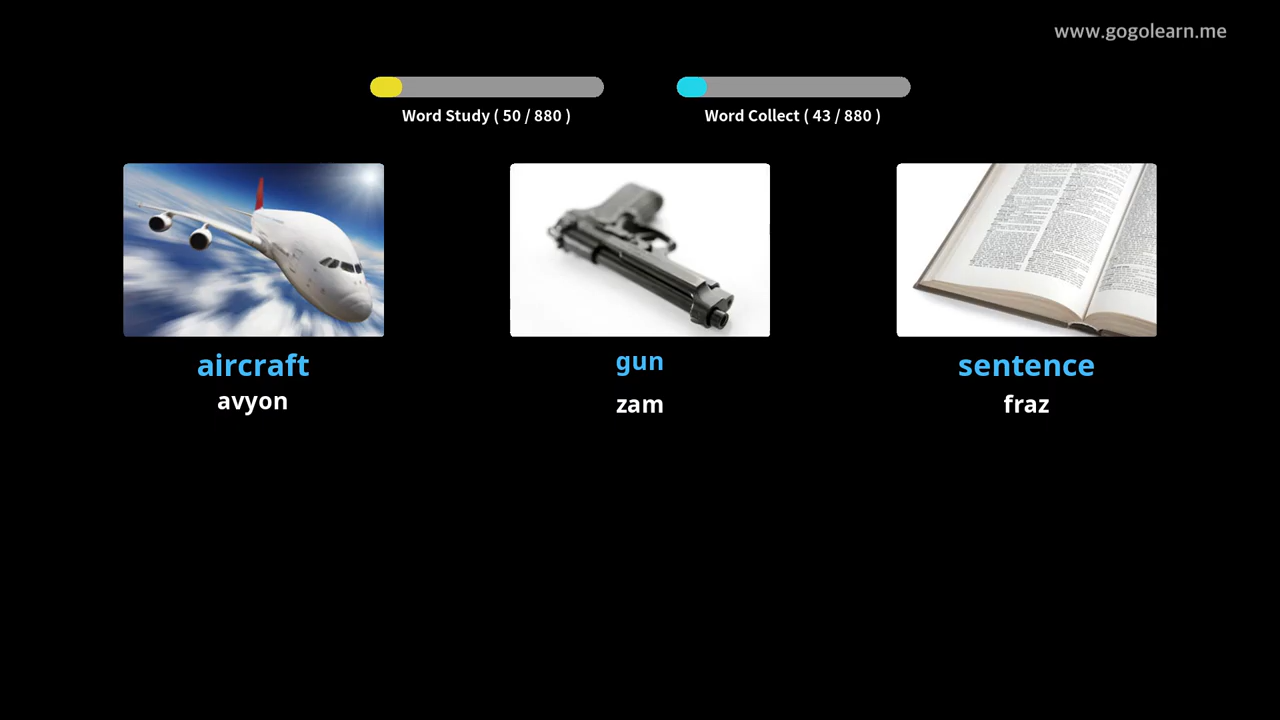 www.gogolearn.me
Word Study ( 50 / 880 )
Word Collect ( 43 / 880 )
aircraft
avyon
gun
zam
sentence
fraz